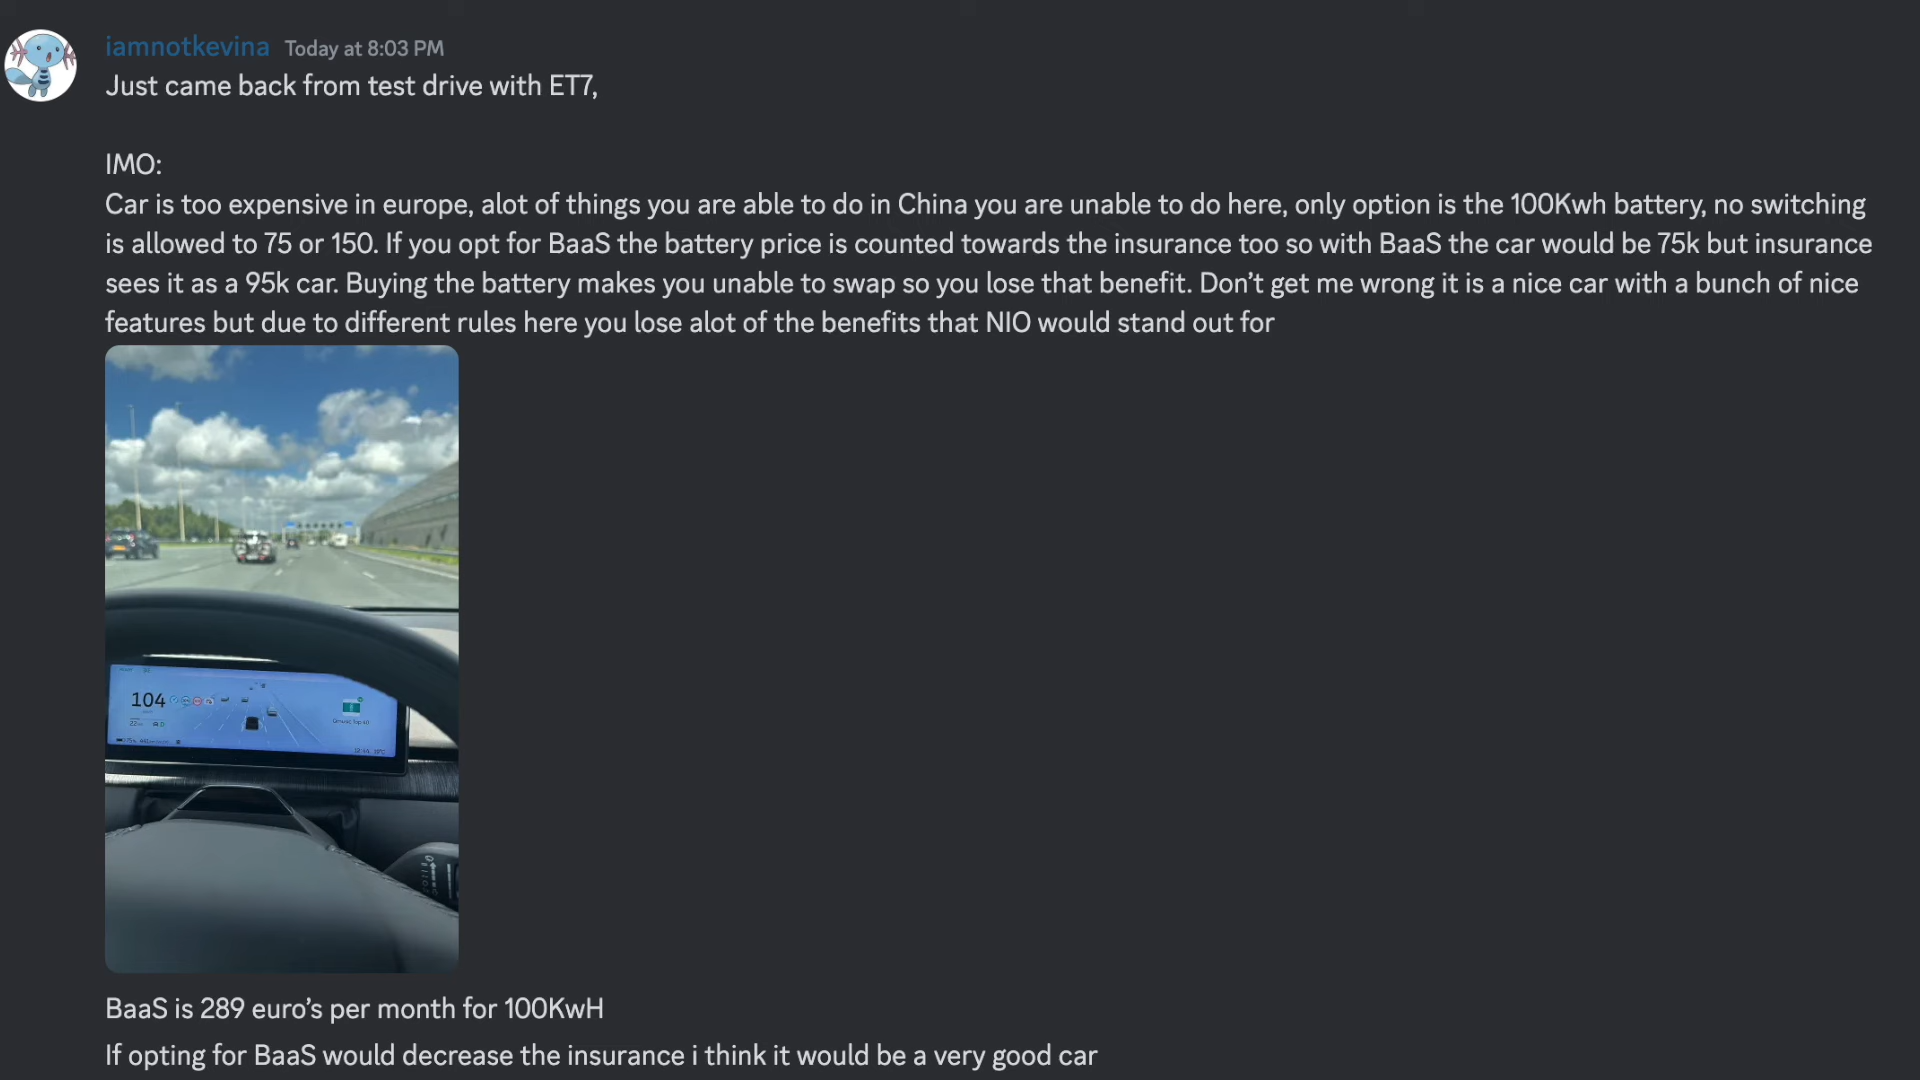 iamnotkevina Today at 8:03 PM
Just came back from test drive with ET7,
IMO:
Car is too expensive in europe, alot of things you are able to do in China you are unable to do here, only option is the 100Kwh battery, no switching
is allowed to 75 or 150. If you opt for BaaS the battery price is counted towards the insurance too so with BaaS the car would be 75k but insurance
sees it as a 95k car. Buying the battery makes you unable to swap so you lose that benefit. Don’t get me wrong it is a nice car with a bunch of nice
features but due to different rules here you lose alot of the benefits that NIO would stand out for
104
BaaS is 289 euro’s per month for 100KwH
If opting for BaaS would decrease the insurance i think it would be a very good car